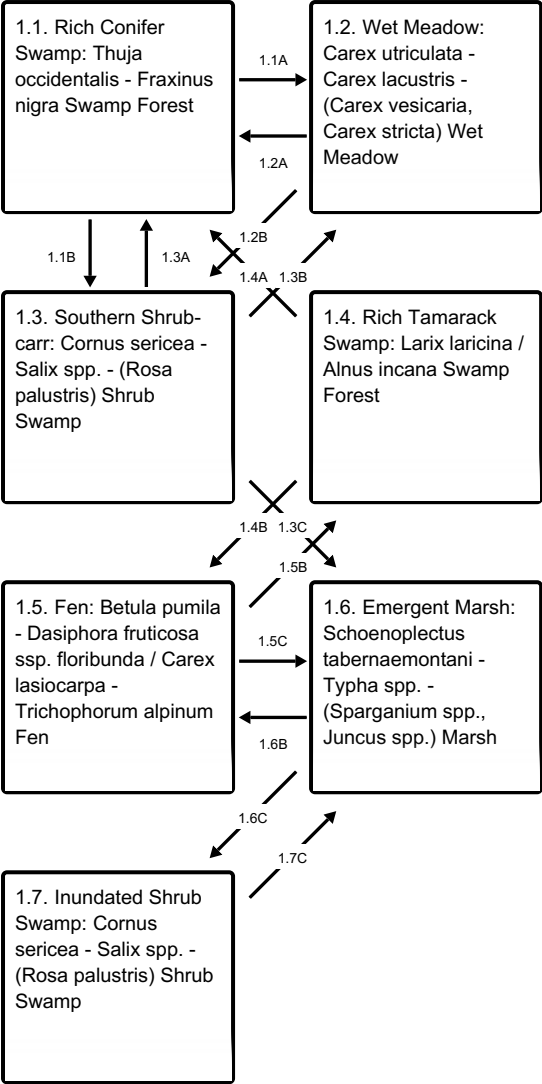 1.1. Rich Conifer
Swamp: Thuja
occidentalis - Fraxinus
nigra Swamp Forest
1.1A
1.2A
1.2. Wet Meadow:
Carex utriculata -
Carex lacustris -
(Carex vesicaria,
Carex stricta) Wet
Meadow
1.1B
1.3A
1.2B
1.4A
1.3B
1.3. Southern Shrub-
carr: Cornus sericea -
Salix spp. - (Rosa
palustris) Shrub
Swamp
1.4. Rich Tamarack
Swamp: Larix laricina /
Alnus incana Swamp
Forest
1.4B
1.3C
1.5B
1.5. Fen: Betula pumila
- Dasiphora fruticosa
ssp. floribunda / Carex
lasiocarpa -
Trichophorum alpinum
Fen
1.5C
1.6B
1.6. Emergent Marsh:
Schoenoplectus
tabernaemontani -
Typha spp. -
(Sparganium spp.,
Juncus spp.) Marsh
1.6C
1.7C
1.7. Inundated Shrub
Swamp: Cornus
sericea - Salix spp. -
(Rosa palustris) Shrub
Swamp